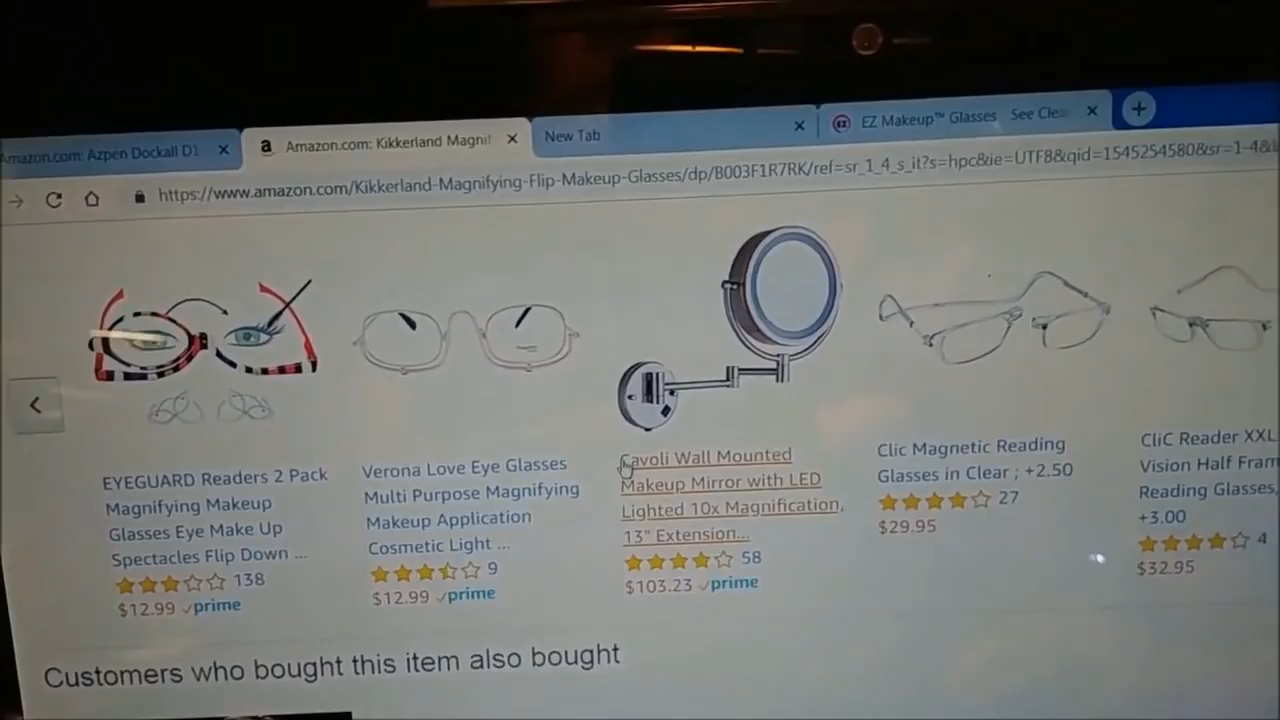 Amazon.com: Azpen Dockall D1
Amazon.com: Kikkerland Magnif
New Tab
EZ Makeup™ Glasses See Clea
https://www.amazon.com/Kikkerland-Magnifying-Flip-Makeup-Glasses/dp/B003F1R7RK/ref=sr_1_4_s_it?s=hpc&ie=UTF8&qid=1545254580&sr=1-4&
EYEGUARD Readers 2 Pack
Magnifying Makeup
Glasses Eye Make Up
Spectacles Flip Down ...
138
$12.99 prime
Verona Love Eye Glasses
Multi Purpose Magnifying
Makeup Application
Cosmetic Light ...
9
$12.99 prime
Cavoli Wall Mounted
Makeup Mirror with LED
Lighted 10x Magnification,
13" Extension...
58
$103.23 prime
Clic Magnetic Reading
Glasses in Clear ; +2.50
27
$29.95
CliC Reader XXL
Vision Half Fram
Reading Glasses,
+3.00
4
$32.95
Customers who bought this item also bought